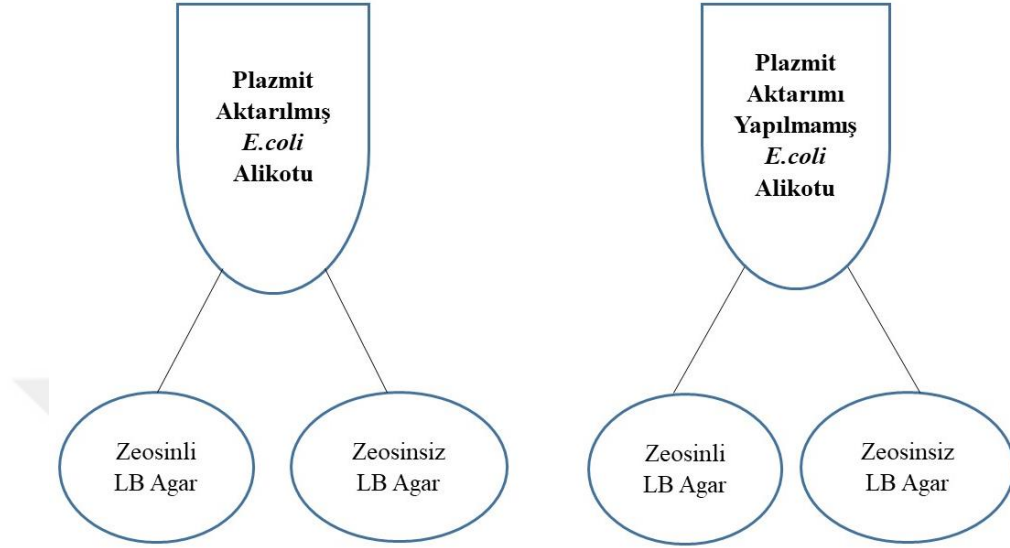 Plazmit
Aktarılmış
E.coli
Alikotu
Plazmit
Aktarımı
Yapılmamış
E.coli
Alikotu
Zeosinli
LB Agar
Zeosinsiz
LB Agar
Zeosinli
LB Agar
Zeosinsiz
LB Agar